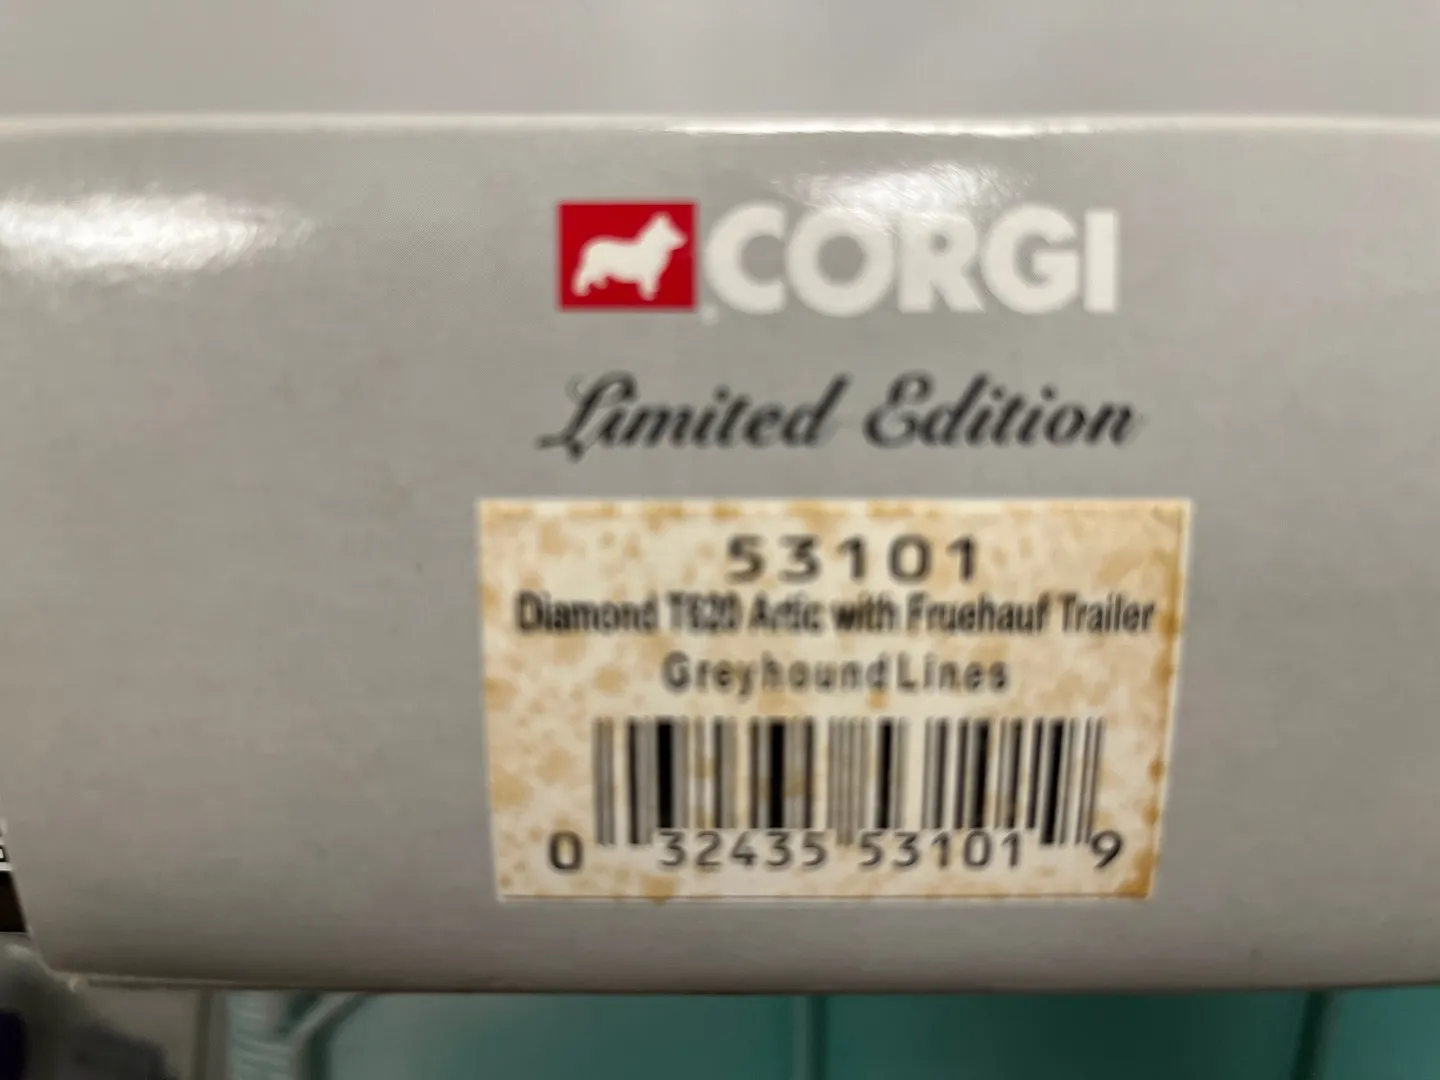 CORGI
Limited Edition
53101
Diamond T620 Artic with Fruehauf Trailer
Greyhound Lines
0 32435 53101 9